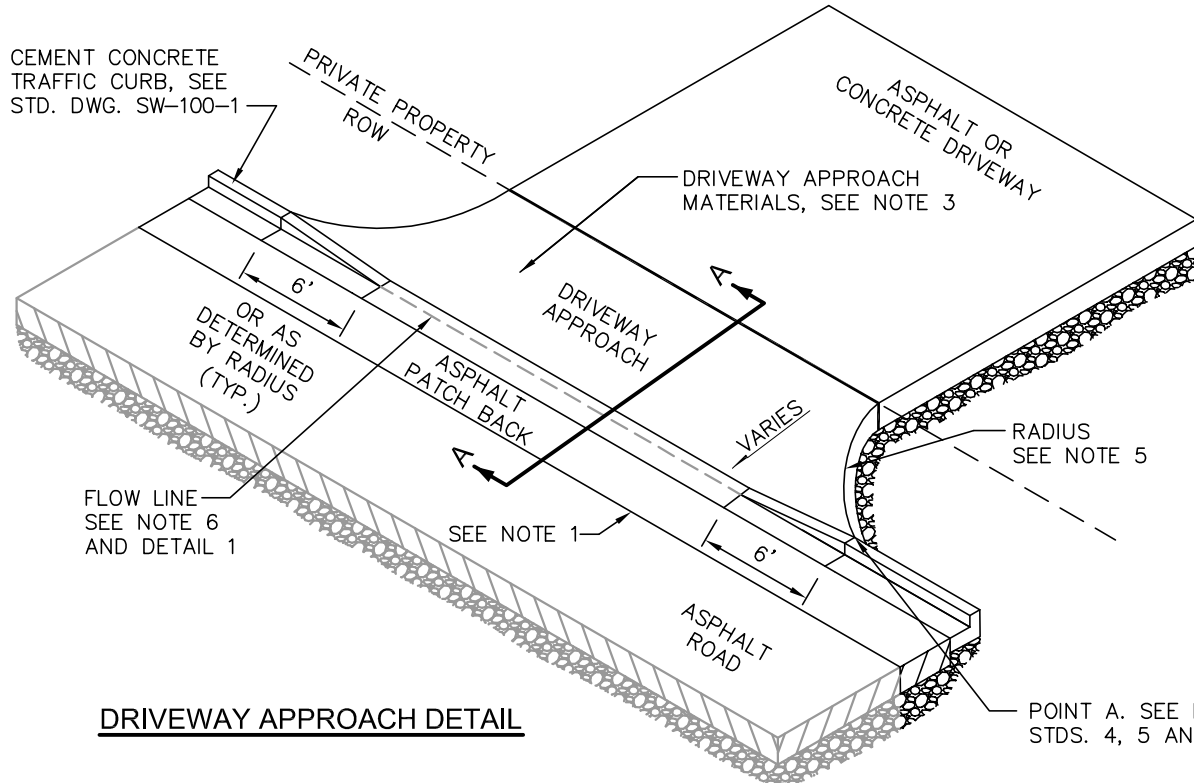 CEMENT CONCRETE
TRAFFIC CURB, SEE
STD. DWG. SW-100-1
PRIVATE PROPERTY
ROW
ASPHALT OR
CONCRETE DRIVEWAY
DRIVEWAY APPROACH
MATERIALS, SEE NOTE 3
A
6'
OR AS
DETERMINED
BY RADIUS
(TYP.)
DRIVEWAY
APPROACH
ASPHALT
PATCH BACK
A
VARIES
RADIUS
SEE NOTE 5
FLOW LINE
SEE NOTE 6
AND DETAIL 1
SEE NOTE 1
6'
ASPHALT
ROAD
DRIVEWAY APPROACH DETAIL
POINT A. SEE
STDS. 4, 5 AN